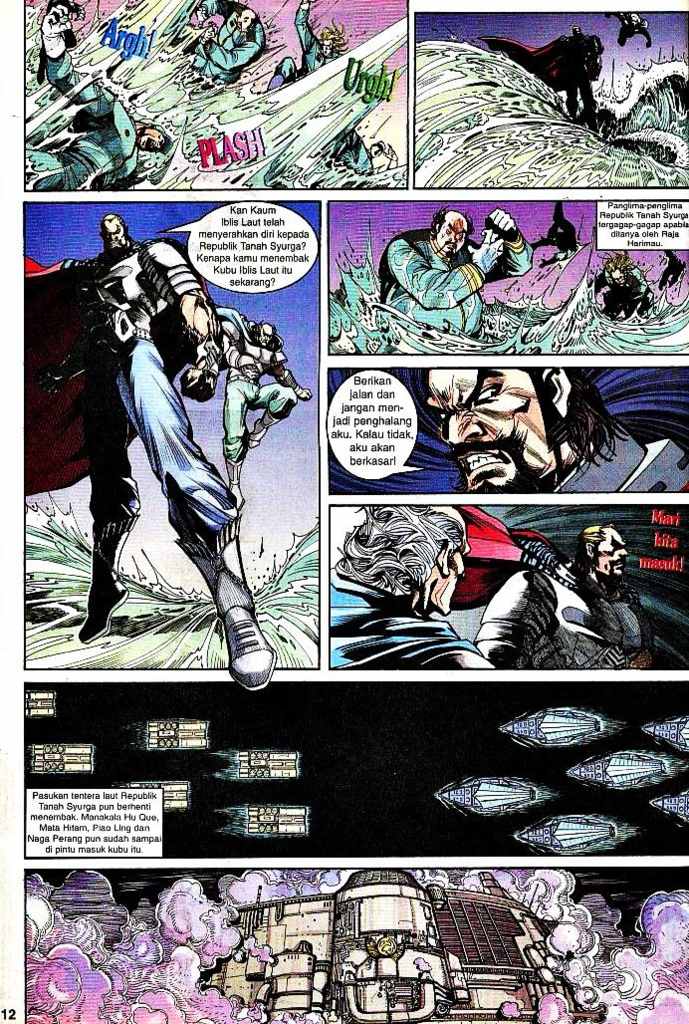 Argh!
Urgh!
PLASH!
Kan Kaum
Iblis Laut telah
menyerahkan diri kepada
Republik Tanah Syurga?
Kenapa kamu menembak
Kubu Iblis Laut itu
sekarang?
Panglima-penglima
Republik Tanah Syurga
tergagap-gagap apabila
ditanya oleh Raja
Harimau.
Berikan
jalan dan
jangan men-
jadi penghalang
aku. Kalau tidak,
aku akan
berkasar!
Mari
kita
masuk!
Pasukan tentera laut Republik
Tanah Syurga pun berhenti
menembak. Manakala Hu Que,
Mata Hitam, Piao Ling dan
Naga Perang pun sudah sampai
di pintu masuk kubu itu.
12